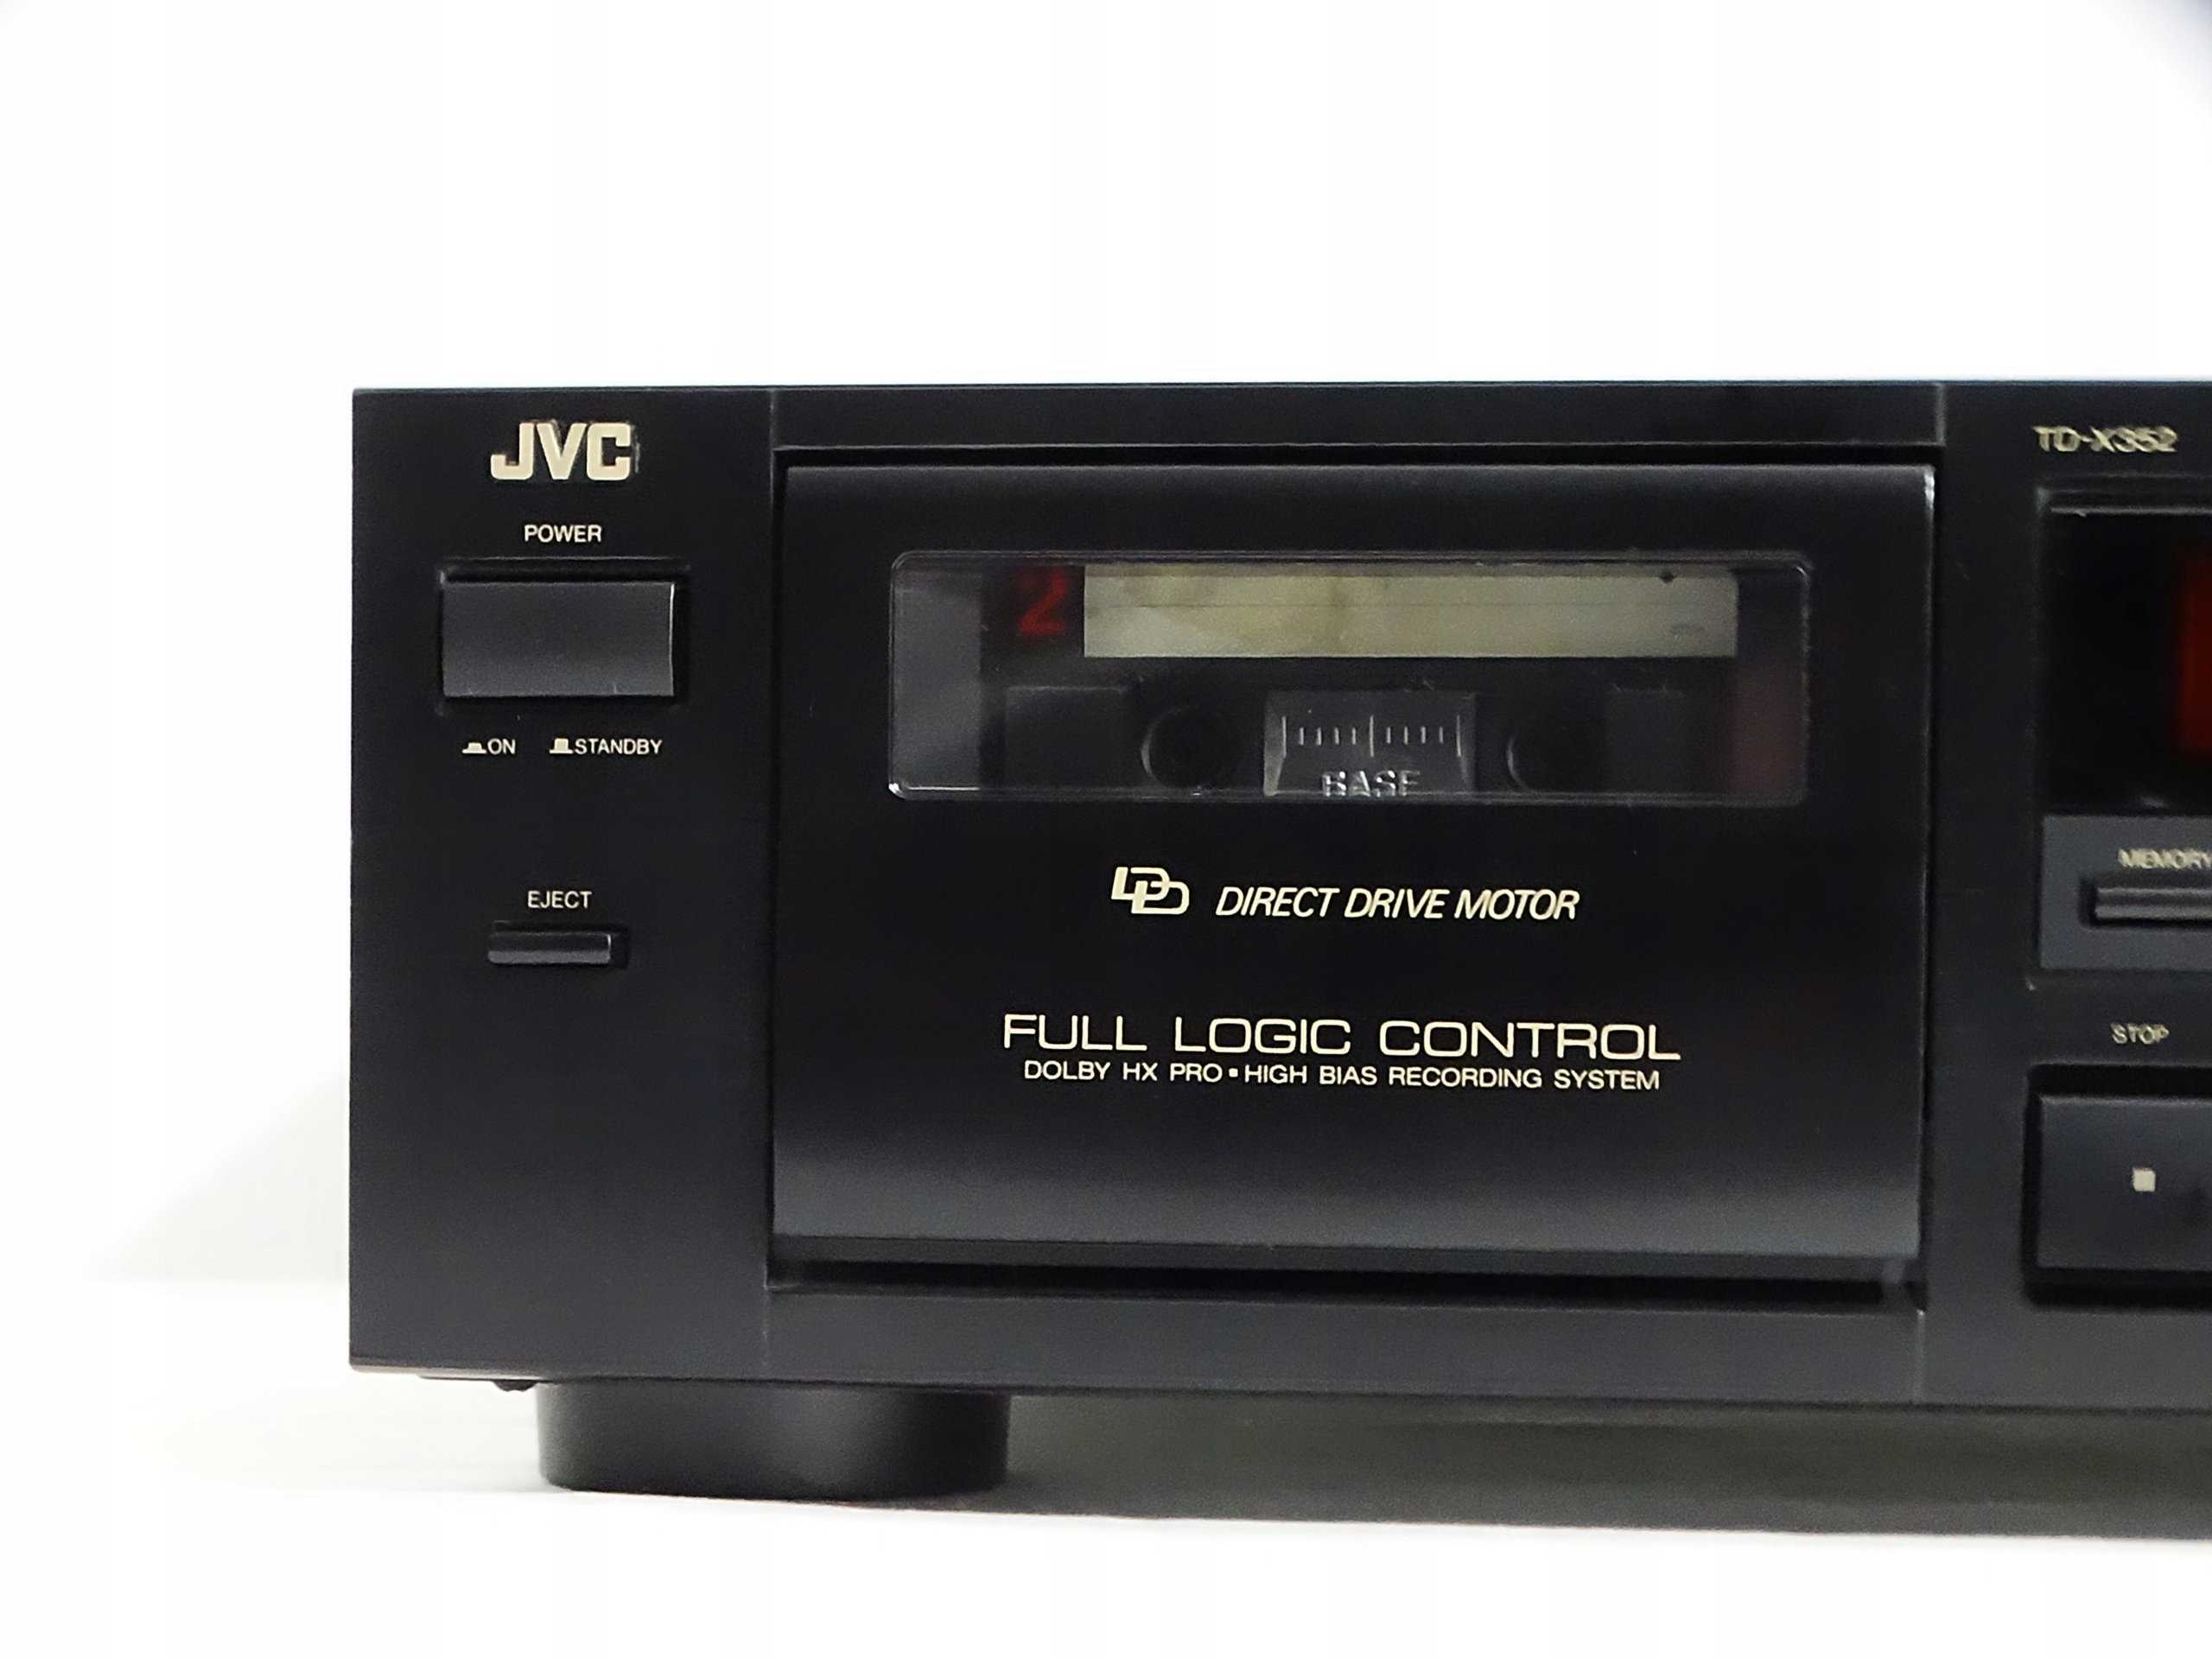 JVC
POWER
ON STANDBY
EJECT
2
BASF
DD DIRECT DRIVE MOTOR
FULL LOGIC CONTROL
DOLBY HX PRO▪HIGH BIAS RECORDING SYSTEM
TD-X352
MEMORY
STOP